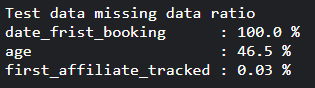 Test data missing data ratio
date_frist_booking : 100.0 %
age : 46.5 %
first_affiliate_tracked : 0.03 %